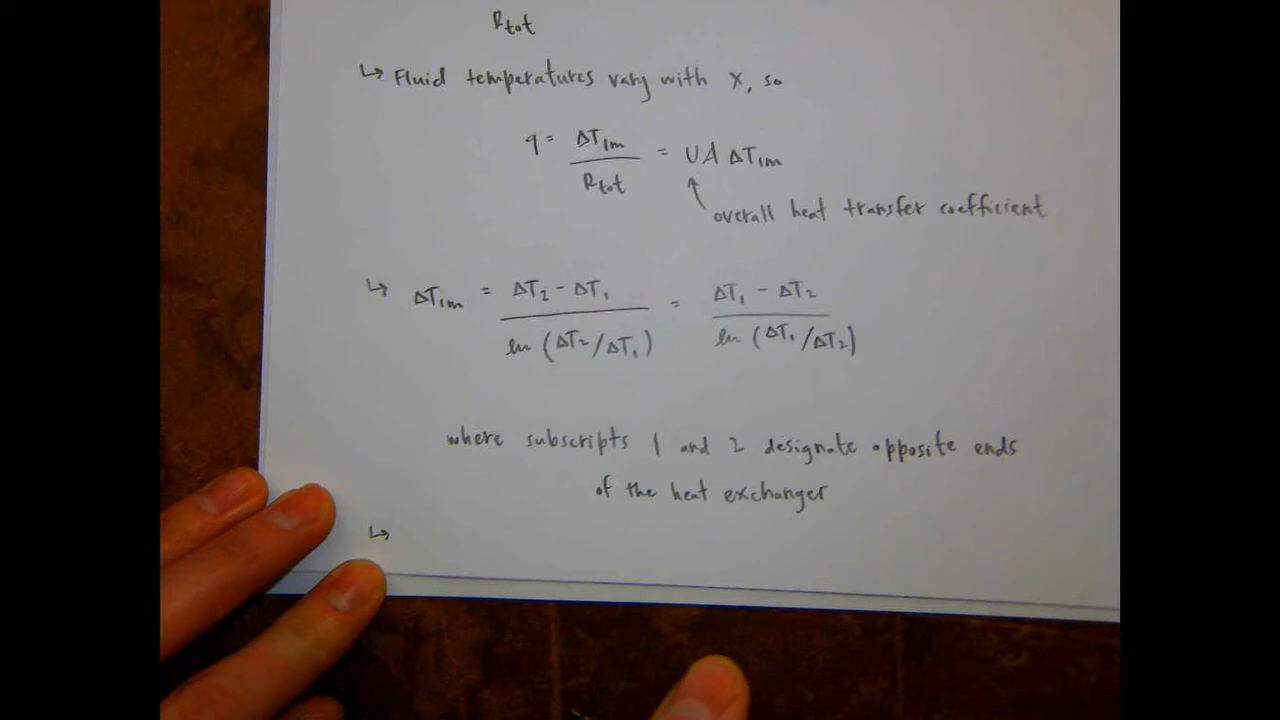 Rtot
↳ Fluid temperatures vary with x, so
q = ΔTlm / Rtot = UA ΔTlm
overall heat transfer coefficient
↳ ΔTlm = ΔT2 - ΔT1 / ln (ΔT2/ΔT1) = ΔT1 - ΔT2 / ln (ΔT1/ΔT2)
where subscripts 1 and 2 designate opposite ends
of the heat exchanger
↳